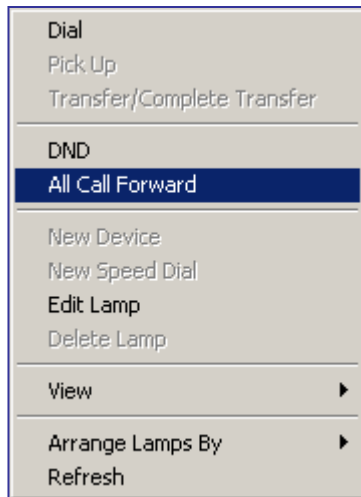 Dial
Pick Up
Transfer/Complete Transfer
DND
All Call Forward
New Device
New Speed Dial
Edit Lamp
Delete Lamp
View
Arrange Lamps By
Refresh